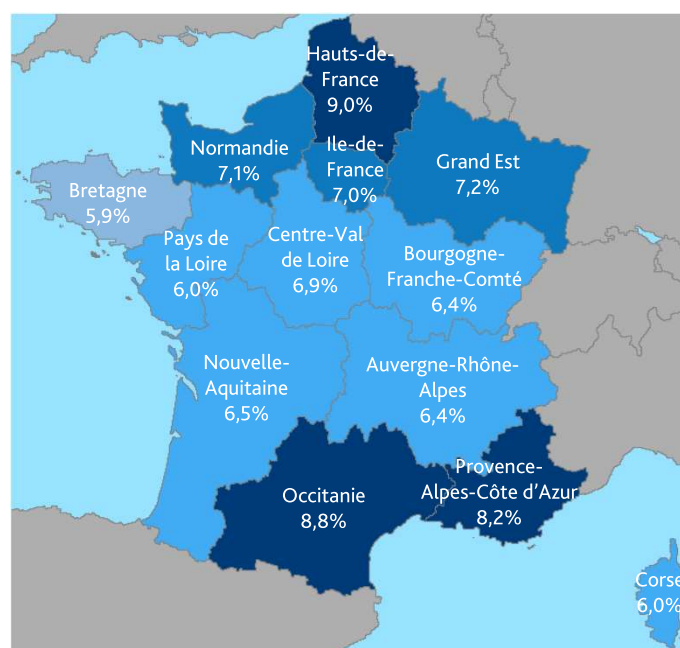 Hauts-de-
France
9,0%
Normandie
7,1%
Ile-de-
France
7,0%
Grand Est
7,2%
Bretagne
5,9%
Pays de
la Loire
6,0%
Centre-Val
de Loire
6,9%
Bourgogne-
Franche-Comté
6,4%
Nouvelle-
Aquitaine
6,5%
Auvergne-Rhône-
Alpes
6,4%
Occitanie
8,8%
Provence-
Alpes-Côte d'Azur
8,2%
Corse
6,0%